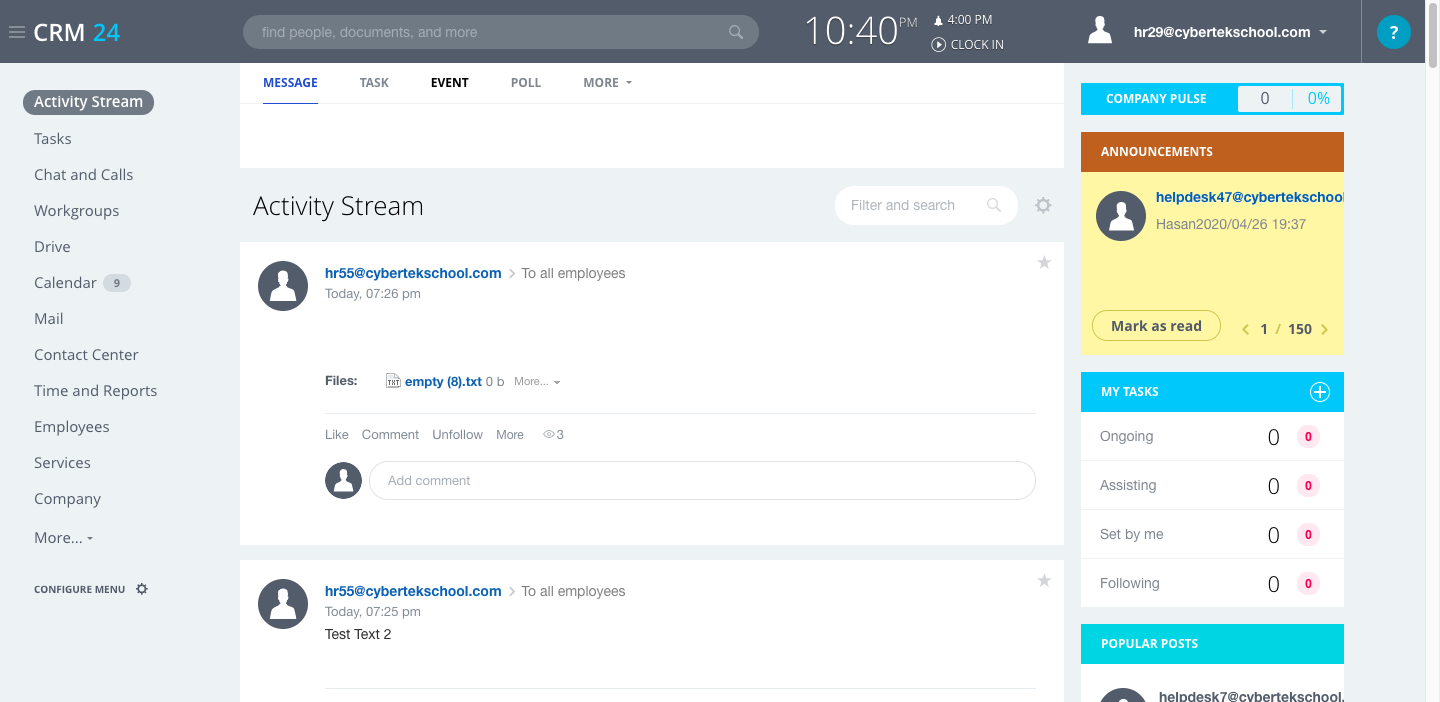 CRM 24
find people, documents, and more
10:40 PM
4:00 PM
CLOCK IN
hr29@cybertekschool.com
?
Activity Stream
Tasks
Chat and Calls
Workgroups
Drive
Calendar 9
Mail
Contact Center
Time and Reports
Employees
Services
Company
More...
CONFIGURE MENU
MESSAGE TASK EVENT POLL MORE
Activity Stream
Filter and search
hr55@cybertekschool.com To all employees
Today, 07:26 pm
Files: TXT empty (8).txt 0 b More...
Like Comment Unfollow More 3
Add comment
hr55@cybertekschool.com To all employees
Today, 07:25 pm
Test Text 2
COMPANY PULSE 0 0%
ANNOUNCEMENTS
helpdesk47@cybertekschool
Hasan2020/04/26 19:37
Mark as read 1 / 150
MY TASKS
Ongoing 0 0
Assisting 0 0
Set by me 0 0
Following 0 0
POPULAR POSTS
helpdesk7@cybertekschool.